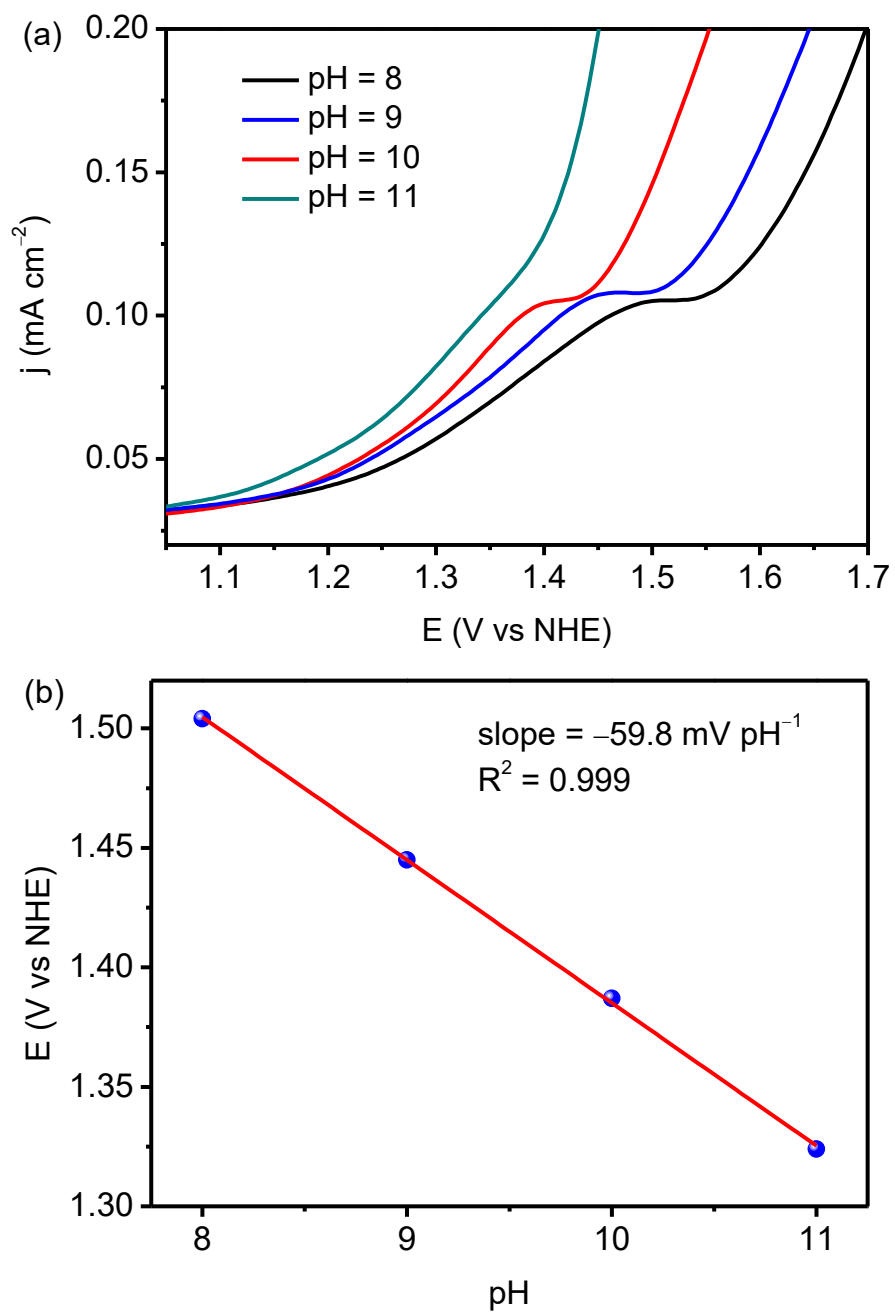 (a)
0.20
0.15
0.10
0.05
j (mA cm⁻²)
pH = 8
pH = 9
pH = 10
pH = 11
1.1 1.2 1.3 1.4 1.5 1.6 1.7
E (V vs NHE)
(b)
1.50
1.45
1.40
1.35
1.30
E (V vs NHE)
slope = −59.8 mV pH⁻¹
R² = 0.999
8 9 10 11
pH